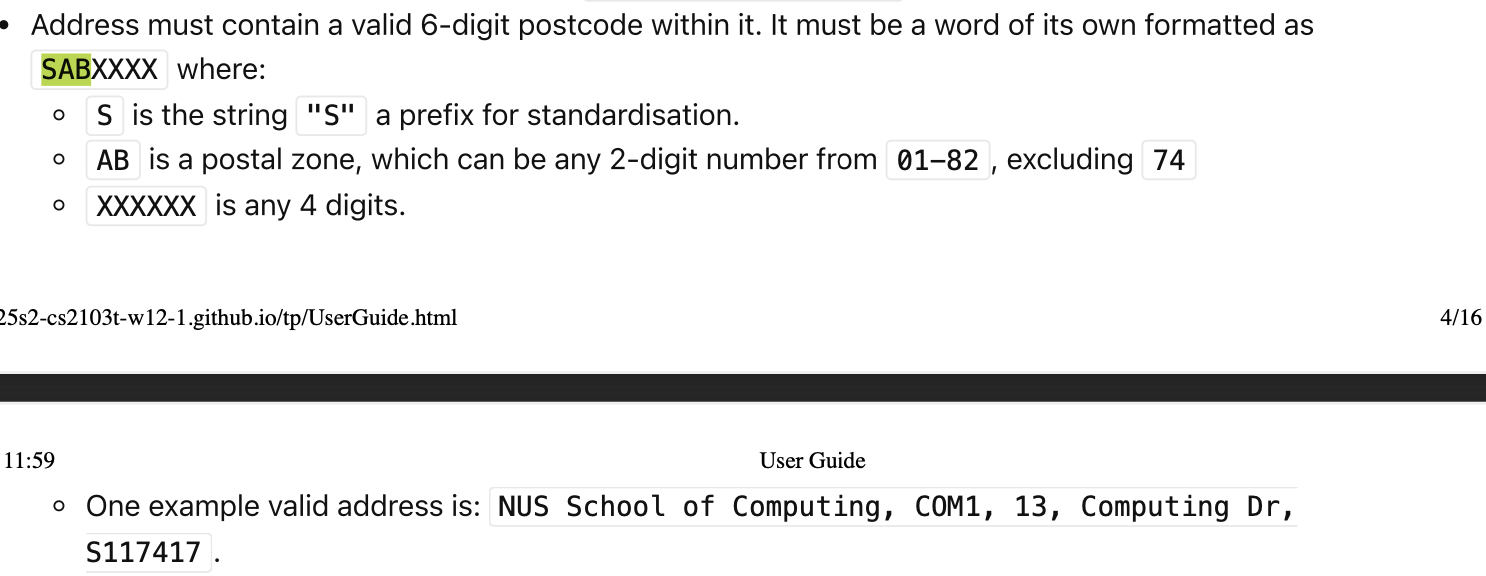 Address must contain a valid 6-digit postcode within it. It must be a word of its own formatted as
SABXXXX where:
S is the string "S" a prefix for standardisation.
AB is a postal zone, which can be any 2-digit number from 01–82 , excluding 74
XXXXXX is any 4 digits.
25s2-cs2103t-w12-1.github.io/tp/UserGuide.html 4/16
11:59 User Guide
One example valid address is: NUS School of Computing, COM1, 13, Computing Dr,
S117417 .